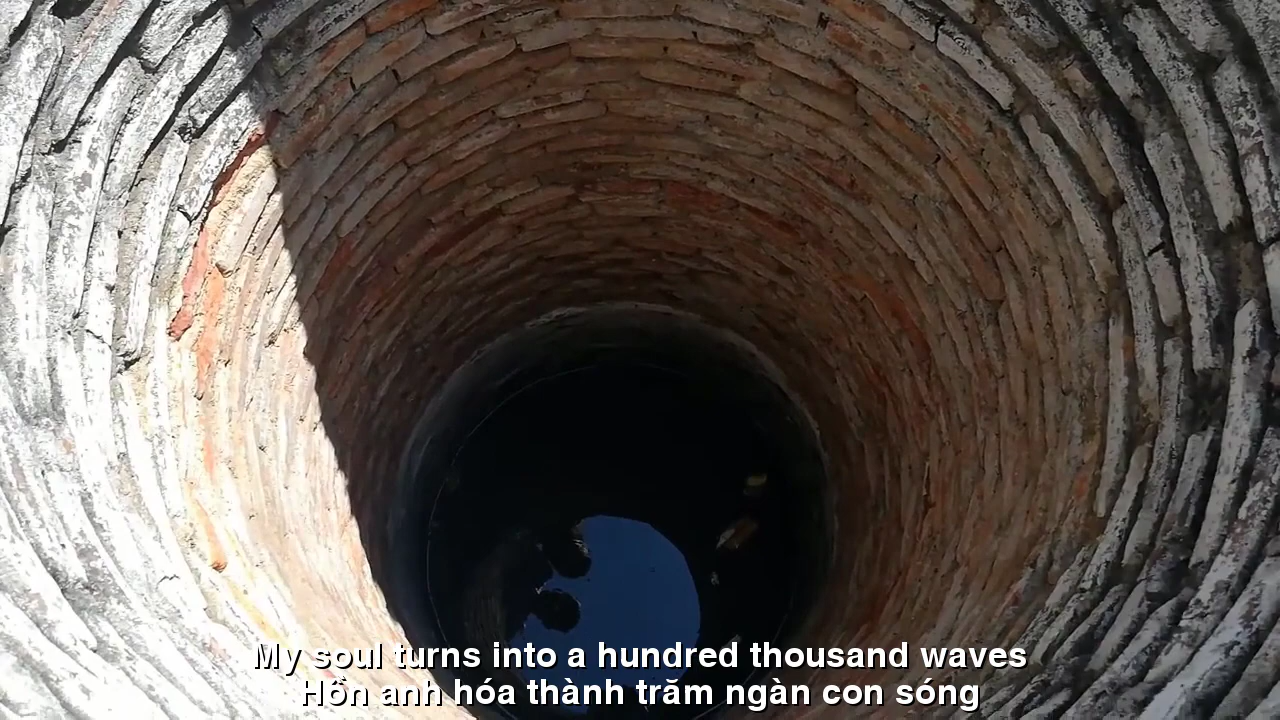 My soul turns into a hundred thousand waves
Hồn anh hóa thành trăm ngàn con sóng